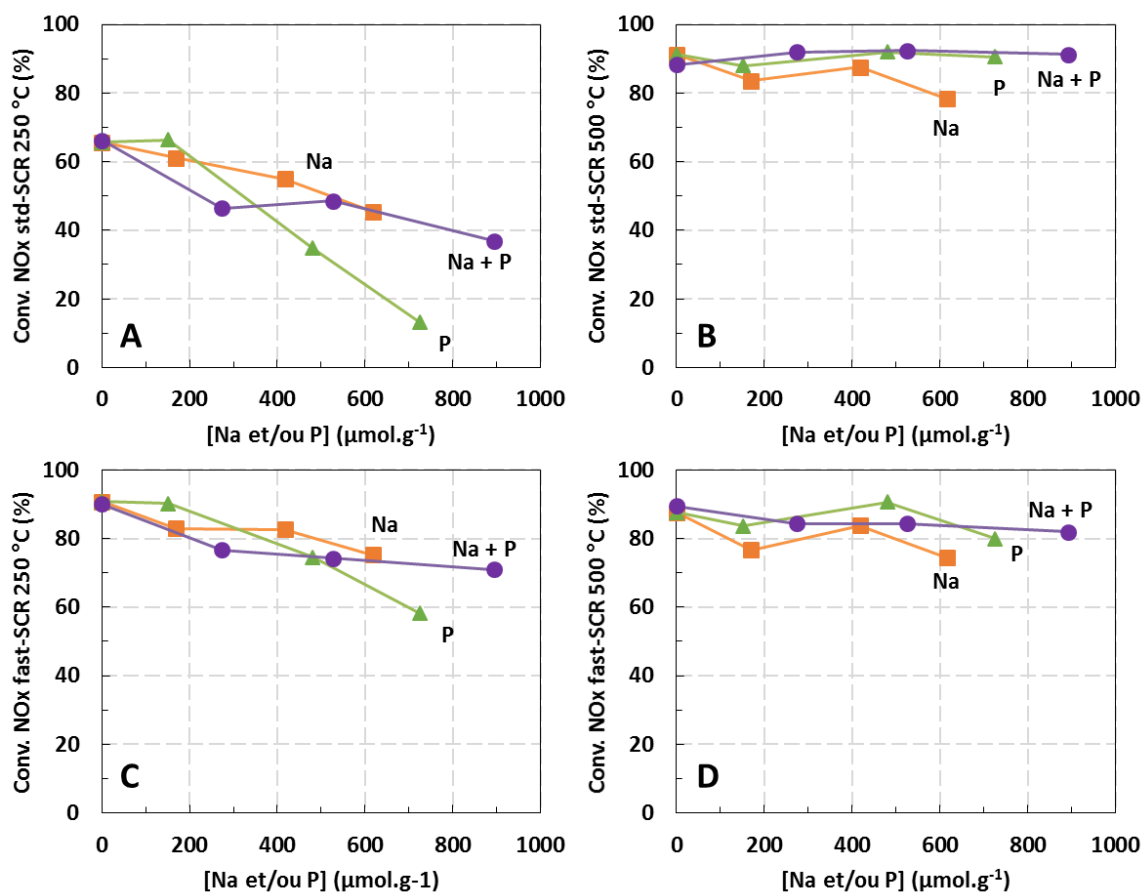 Conv. NOx std-SCR 250 °C (%)
100
80
60
40
20
0
Na
Na + P
P
A
0 200 400 600 800 1000
[Na et/ou P] (µmol.g⁻¹)
Conv. NOx std-SCR 500 °C (%)
100
80
60
40
20
0
P
Na + P
Na
B
0 200 400 600 800 1000
[Na et/ou P] (µmol.g⁻¹)
Conv. NOx fast-SCR 250 °C (%)
100
80
60
40
20
0
Na
Na + P
P
C
0 200 400 600 800 1000
[Na et/ou P] (µmol.g-1)
Conv. NOx fast-SCR 500 °C (%)
100
80
60
40
20
0
Na + P
P
Na
D
0 200 400 600 800 1000
[Na et/ou P] (µmol.g⁻¹)